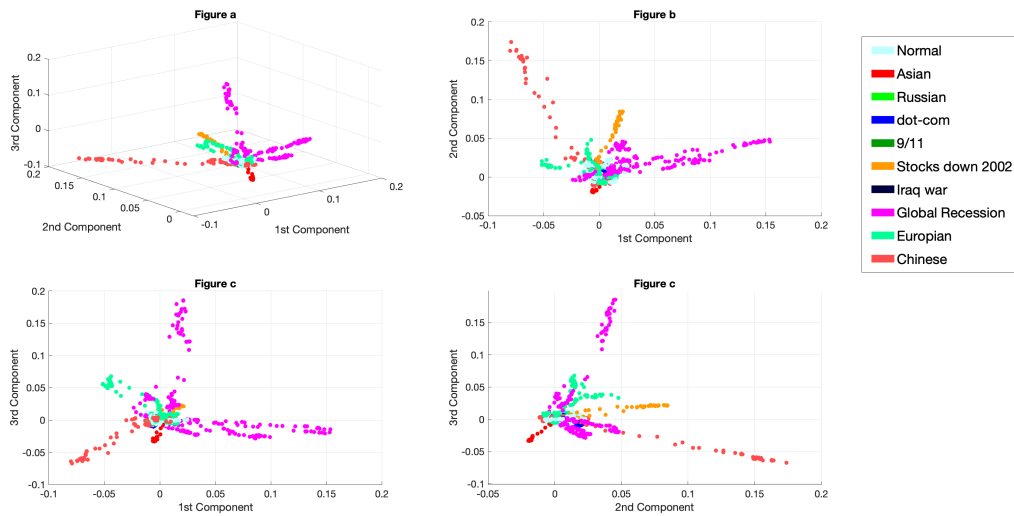 Figure a
3rd Component
0.2
0.1
0
-0.1
0.2
0.15
0.1
0.05
0
-0.1
0
0.1
0.2
2nd Component
1st Component
Figure b
2nd Component
0.2
0.15
0.1
0.05
0
-0.05
-0.1
-0.05
0
0.05
0.1
0.15
0.2
1st Component
Normal
Asian
Russian
dot-com
9/11
Stocks down 2002
Iraq war
Global Recession
Europian
Chinese
Figure c
3rd Component
0.2
0.15
0.1
0.05
0
-0.05
-0.1
-0.1
-0.05
0
0.05
0.1
0.15
0.2
1st Component
Figure c
3rd Component
0.15
0.1
0.05
0
-0.05
-0.1
-0.05
0
0.05
0.1
0.15
0.2
2nd Component